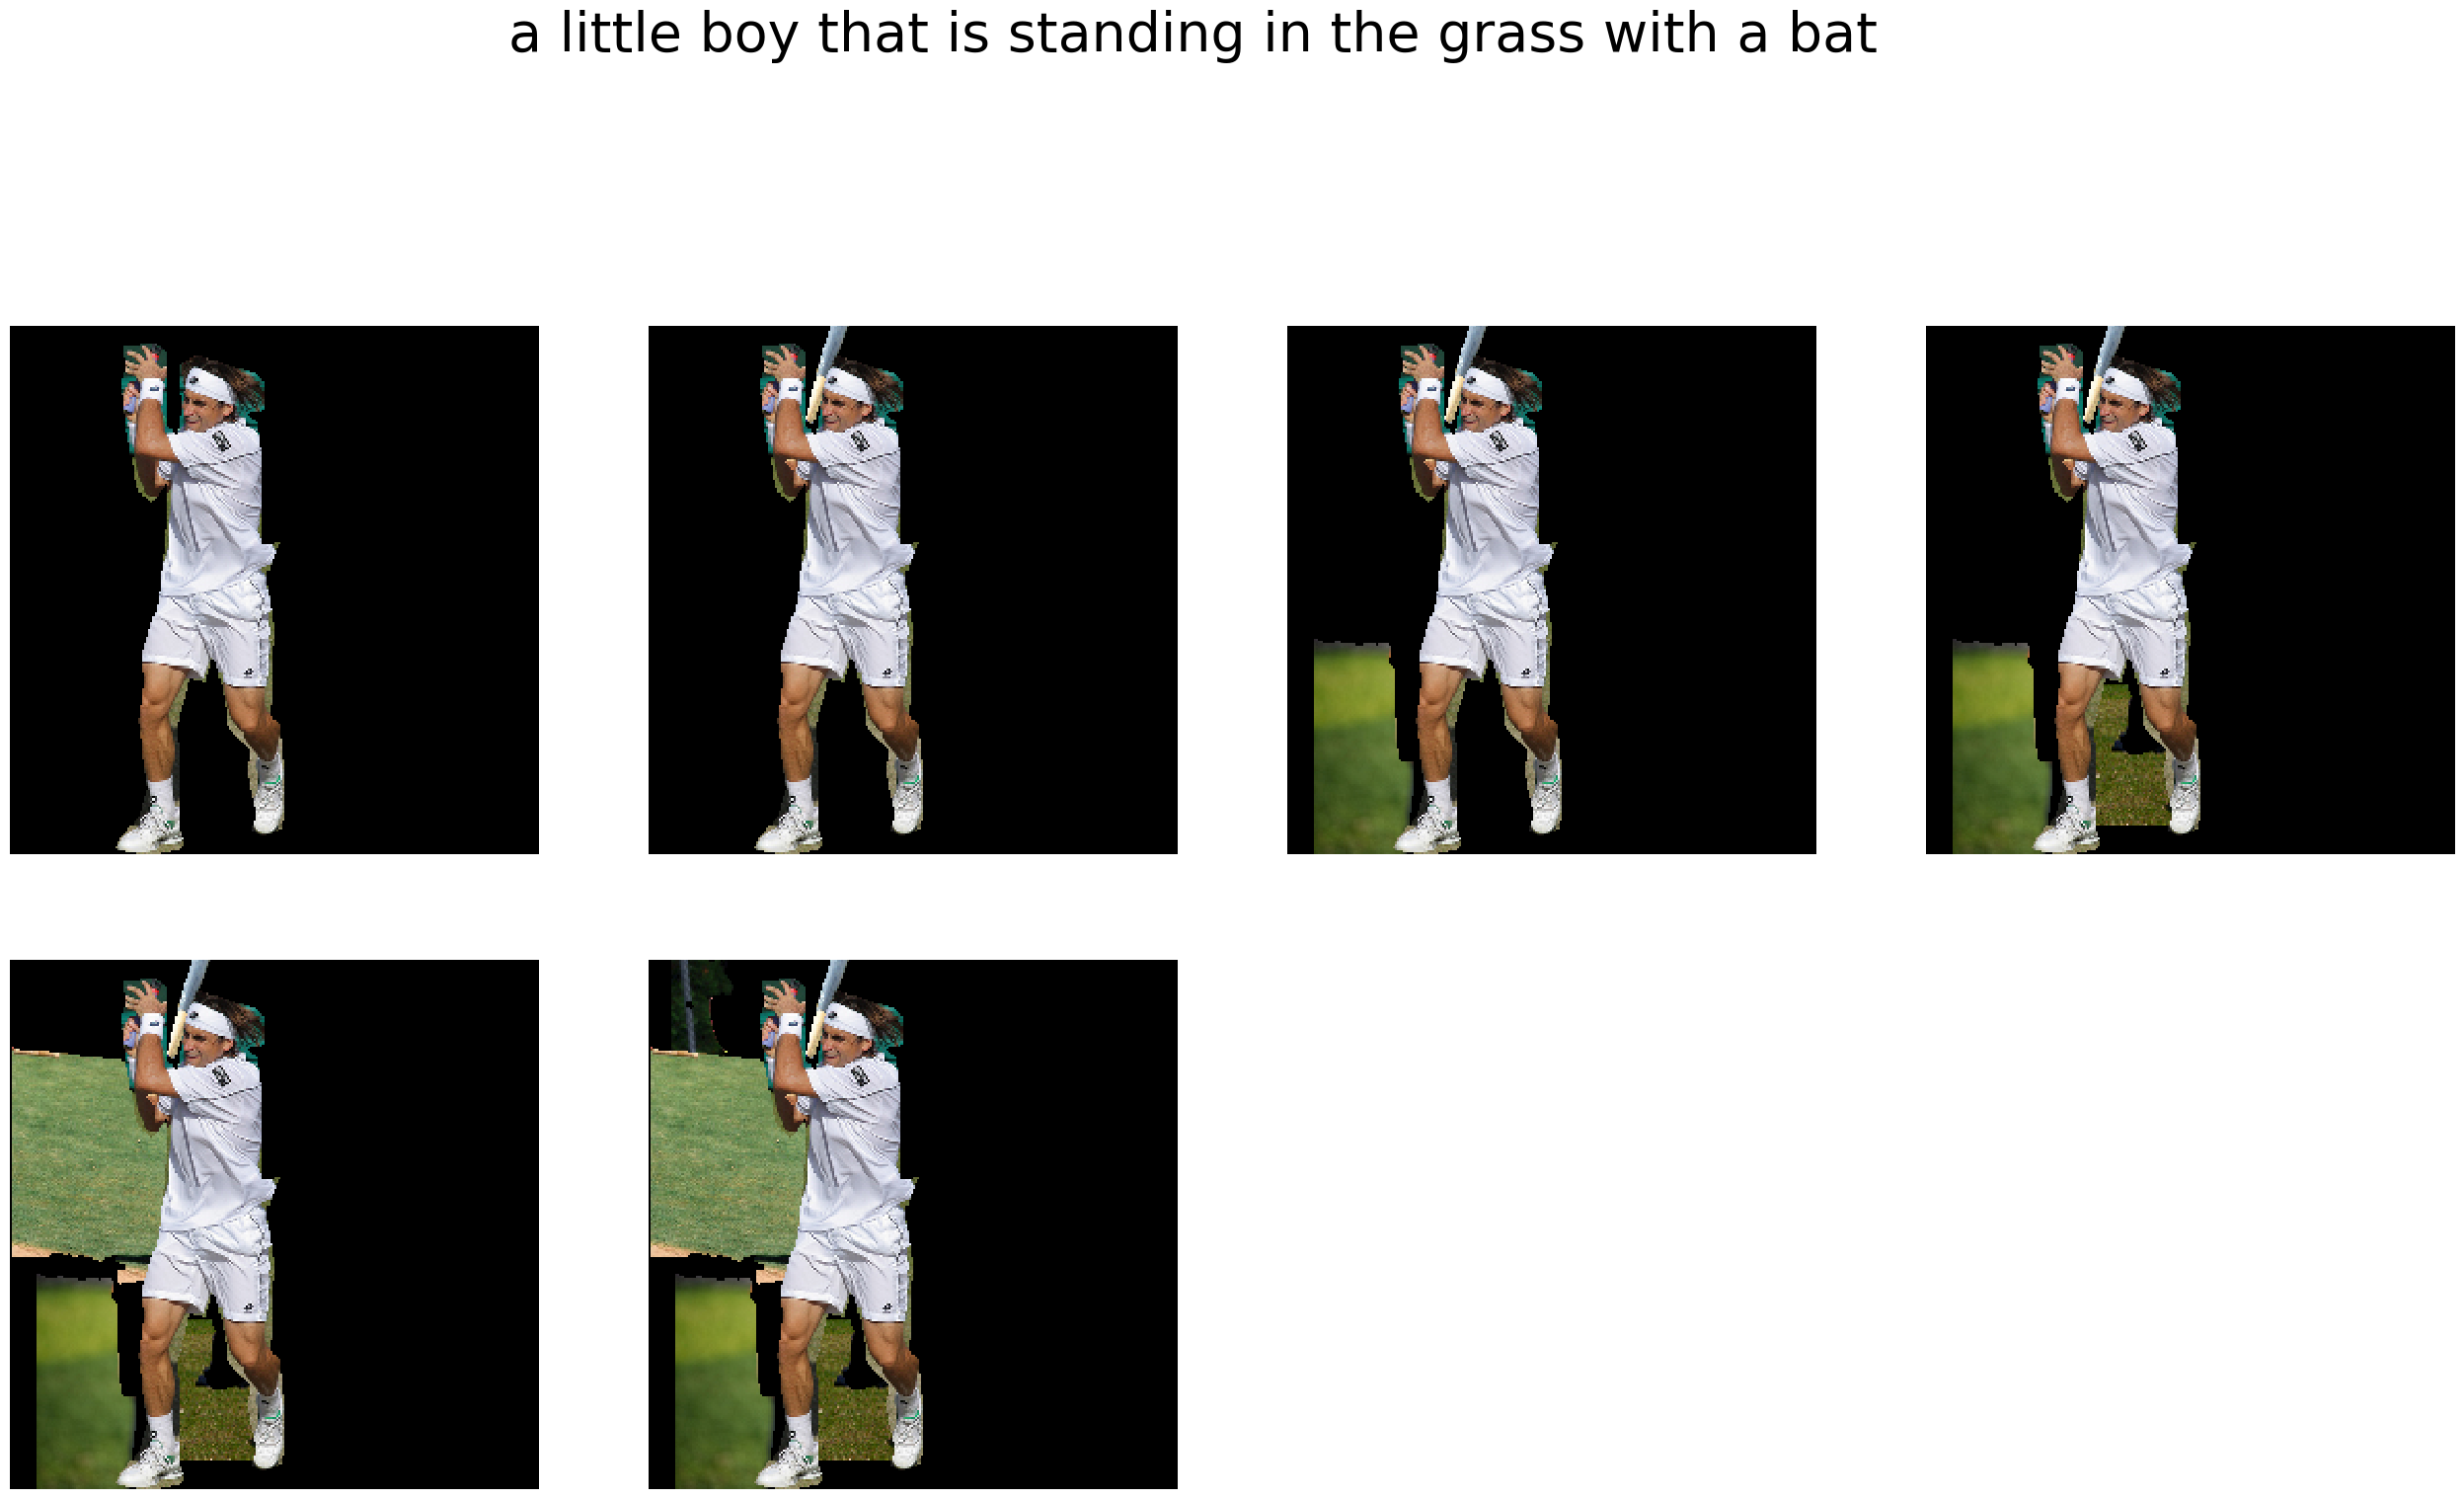 a little boy that is standing in the grass with a bat